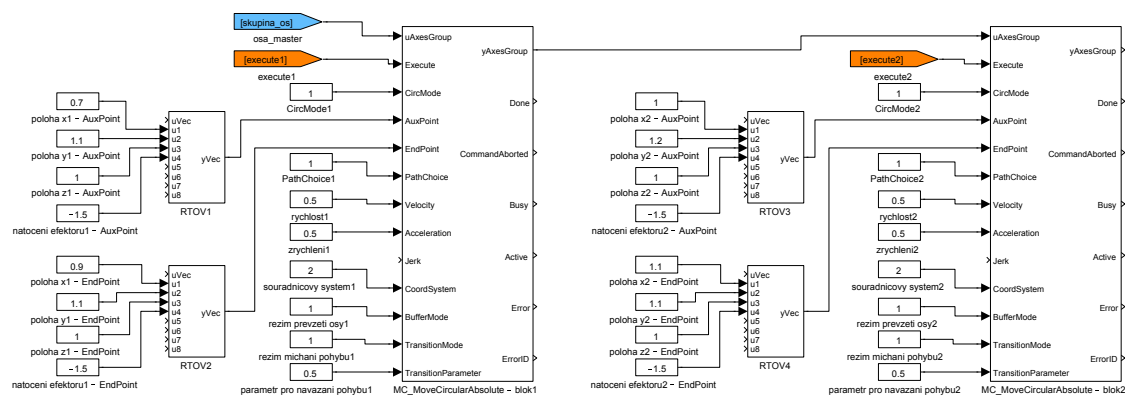 [skupina_os]
osa_master
[execute1]
execute1
1
CircMode1
0.7
poloha x1 - AuxPoint
1.1
poloha y1 - AuxPoint
1
poloha z1 - AuxPoint
-1.5
natoceni efektoru1 - AuxPoint
uVec
u1
u2
u3
u4
u5
u6
u7
u8
yVec
RTOV1
0.9
poloha x1 - EndPoint
1.1
poloha y1 - EndPoint
1
poloha z1 - EndPoint
-1.5
natoceni efektoru1 - EndPoint
uVec
u1
u2
u3
u4
u5
u6
u7
u8
yVec
RTOV2
1
PathChoice1
0.5
rychlost1
0.5
zrychleni1
2
souradnicovy system1
1
rezim prevzeti osy1
1
rezim michani pohybu1
0.5
parametr pro navazani pohybu1
uAxesGroup
Execute
CircMode
AuxPoint
EndPoint
PathChoice
Velocity
Acceleration
Jerk
CoordSystem
BufferMode
TransitionMode
TransitionParameter
yAxesGroup
Done
CommandAborted
Busy
Active
Error
ErrorID
MC_MoveCircularAbsolute - blok1
[execute2]
execute2
1
CircMode2
1
poloha x2 - AuxPoint
1.2
poloha y2 - AuxPoint
1
poloha z2 - AuxPoint
-1.5
natoceni efektoru2 - AuxPoint
uVec
u1
u2
u3
u4
u5
u6
u7
u8
yVec
RTOV3
1.1
poloha x2 - EndPoint
1.1
poloha y2 - EndPoint
1
poloha z2 - EndPoint
-1.5
natoceni efektoru2 - EndPoint
uVec
u1
u2
u3
u4
u5
u6
u7
u8
yVec
RTOV4
1
PathChoice2
0.5
rychlost2
0.5
zrychleni2
2
souradnicovy system2
1
rezim prevzeti osy2
1
rezim michani pohybu2
0.5
parametr pro navazani pohybu2
uAxesGroup
Execute
CircMode
AuxPoint
EndPoint
PathChoice
Velocity
Acceleration
Jerk
CoordSystem
BufferMode
TransitionMode
TransitionParameter
yAxesGroup
Done
CommandAborted
Busy
Active
Error
ErrorID
MC_MoveCircularAbsolute - blok2